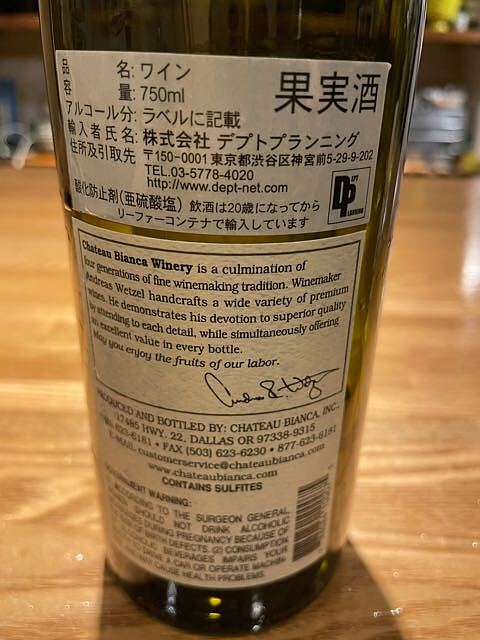 品 名: ワイン
果実酒
容 量: 750ml
アルコール分: ラベルに記載
輸入者氏名: 株式会社 デプトプランニング
住所及引取先 〒150-0001 東京都渋谷区神宮前5-29-9-202
TEL.03-5778-4020
http://www.dept-net.com
酸化防止剤(亜硫酸塩) 飲酒は20歳になってから
リーファーコンテナで輸入しています
Chateau Bianca Winery is a culmination of
four generations of fine winemaking tradition. Winemaker
Andreas Wetzel handcrafts a wide variety of premium
wines. He demonstrates his devotion to superior quality
by attending to each detail, while simultaneously offering
an excellent value in every bottle.
May you enjoy the fruits of our labor.
PRODUCED AND BOTTLED BY: CHATEAU BIANCA, INC.
17485 HWY. 22, DALLAS OR 97338-9315
623-6181 • FAX (503) 623-6230 • 877-623-6181
E-MAIL: customerservice@chateaubianca.com
www.chateaubianca.com
CONTAINS SULFITES
GOVERNMENT WARNING:
ACCORDING TO THE SURGEON GENERAL,
SHOULD NOT DRINK ALCOHOLIC
BEVERAGES DURING PREGNANCY BECAUSE OF
OF BIRTH DEFECTS. (2) CONSUMPTION
ALCOHOLIC BEVERAGES IMPAIRS YOUR
TO DRIVE A CAR OR OPERATE MACHIN-
MAY CAUSE HEALTH PROBLEMS.